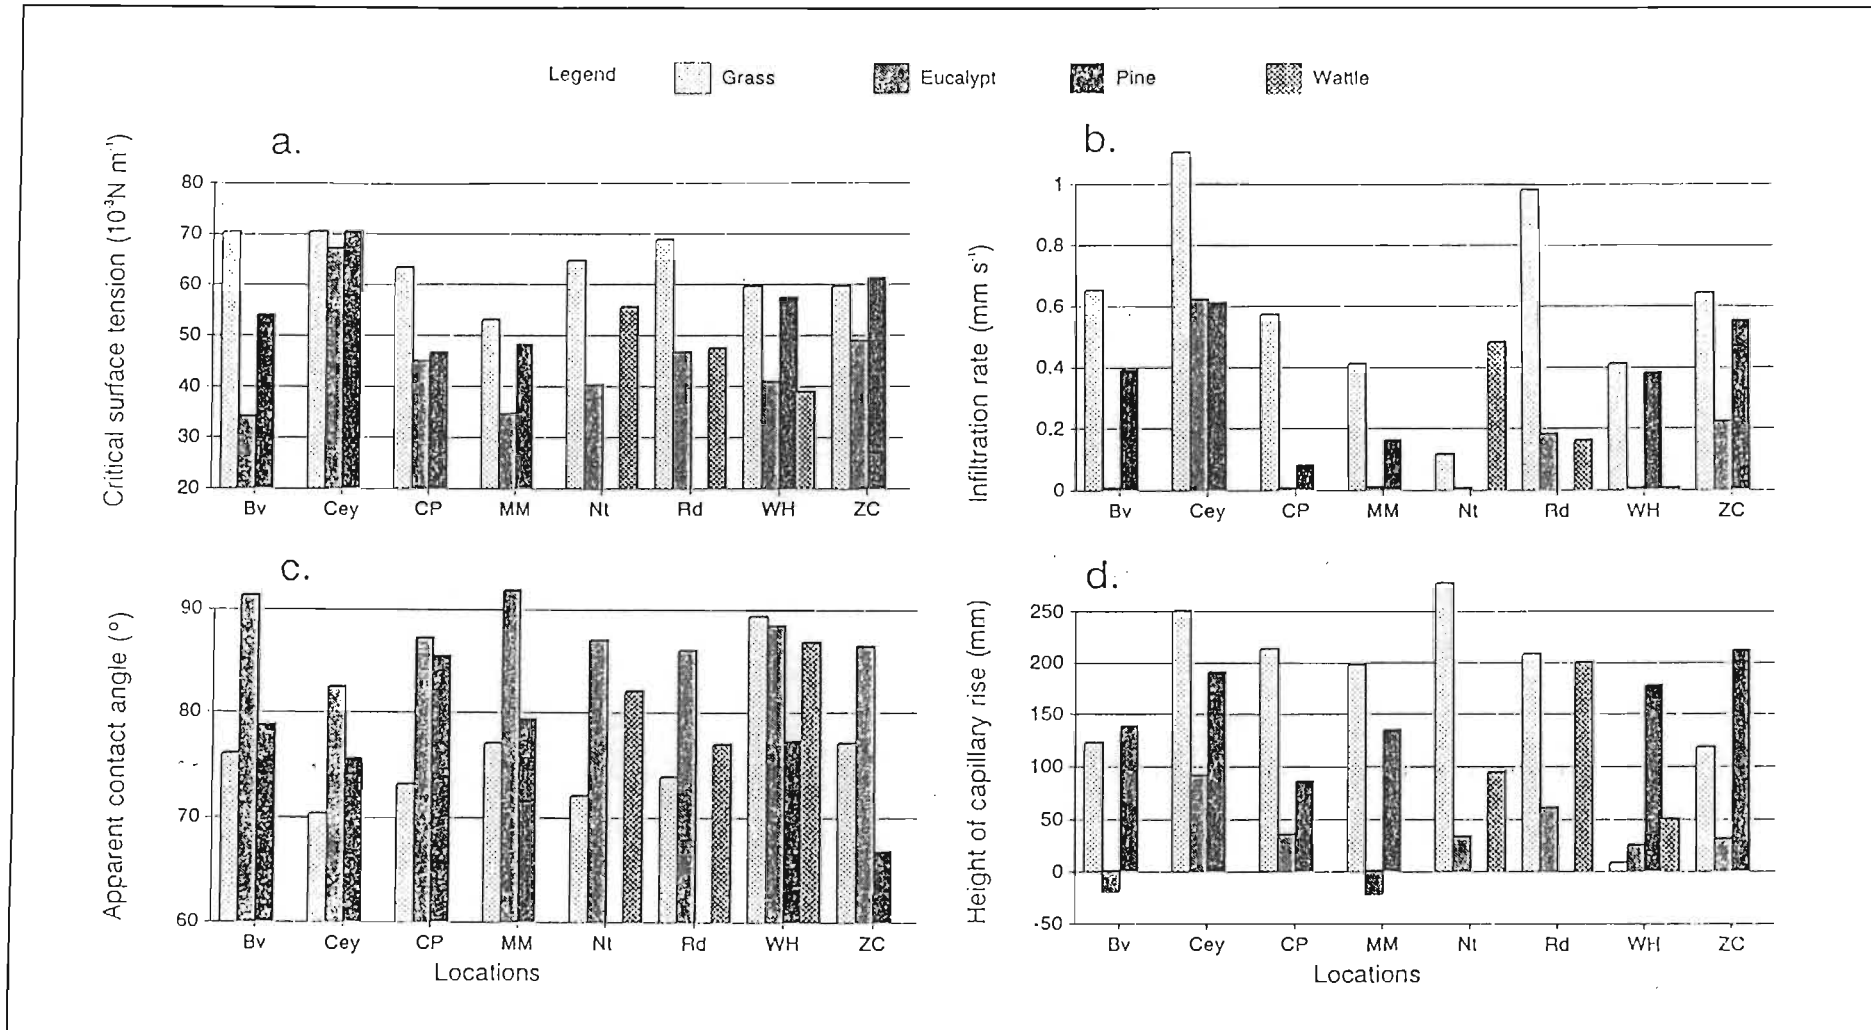 Legend Grass Eucalypt Pine Wattle
a.
Critical surface tension (10⁻³N m⁻¹)
80
70
60
50
40
30
20
Bv Cey CP MM Nt Rd WH ZC
b.
Infiltration rate (mm s⁻¹)
1
0.8
0.6
0.4
0.2
0
Bv Cey CP MM Nt Rd WH ZC
c.
Apparent contact angle (°)
90
80
70
60
Bv Cey CP MM Nt Rd WH ZC
Locations
d.
Height of capillary rise (mm)
250
200
150
100
50
0
-50
Bv Cey CP MM Nt Rd WH ZC
Locations